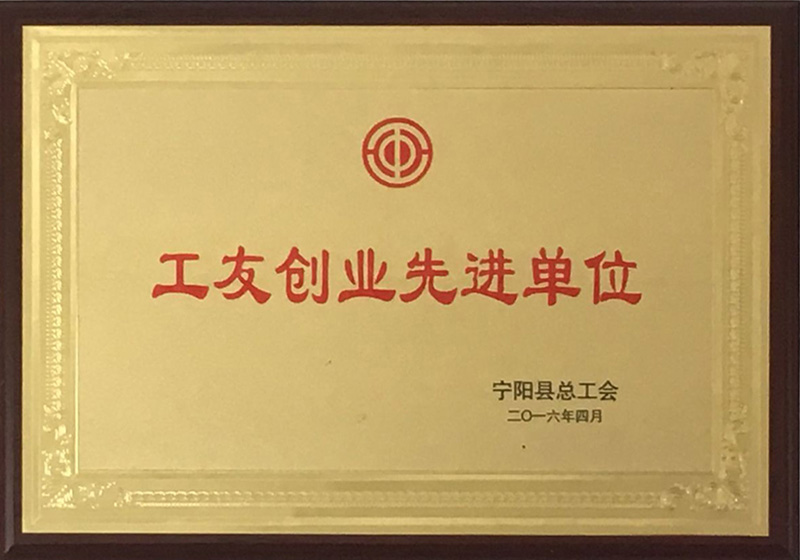 工友创业先进单位
宁阳县总工会
二〇一六年四月